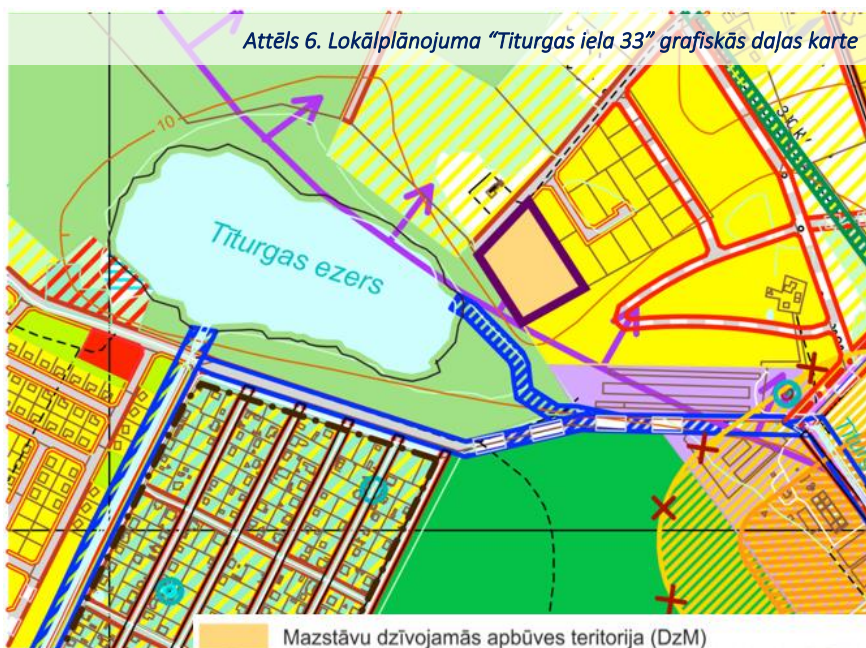 Attēls 6. Lokālplānojuma “Titurgas iela 33” grafiskās daļas karte
10
Tīturgas ezers
Mazstāvu dzīvojamās apbūves teritorija (DzM)